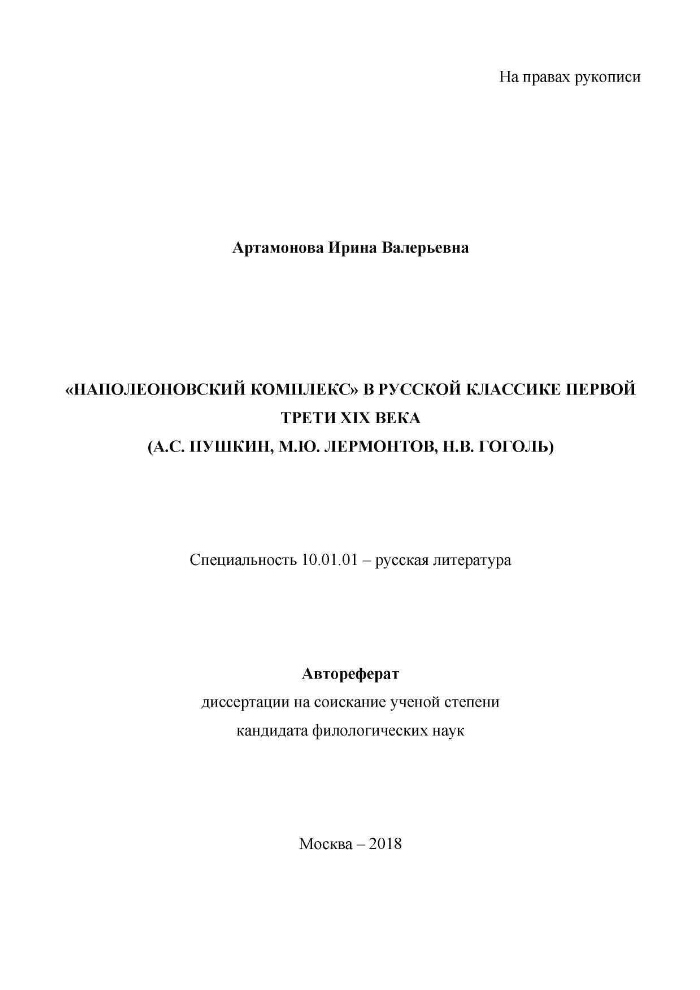 На правах рукописи
Артамонова Ирина Валерьевна
«НАПОЛЕОНОВСКИЙ КОМПЛЕКС» В РУССКОЙ КЛАССИКЕ ПЕРВОЙ
ТРЕТИ XIX ВЕКА
(А.С. ПУШКИН, М.Ю. ЛЕРМОНТОВ, Н.В. ГОГОЛЬ)
Специальность 10.01.01 – русская литература
Автореферат
диссертации на соискание ученой степени
кандидата филологических наук
Москва – 2018